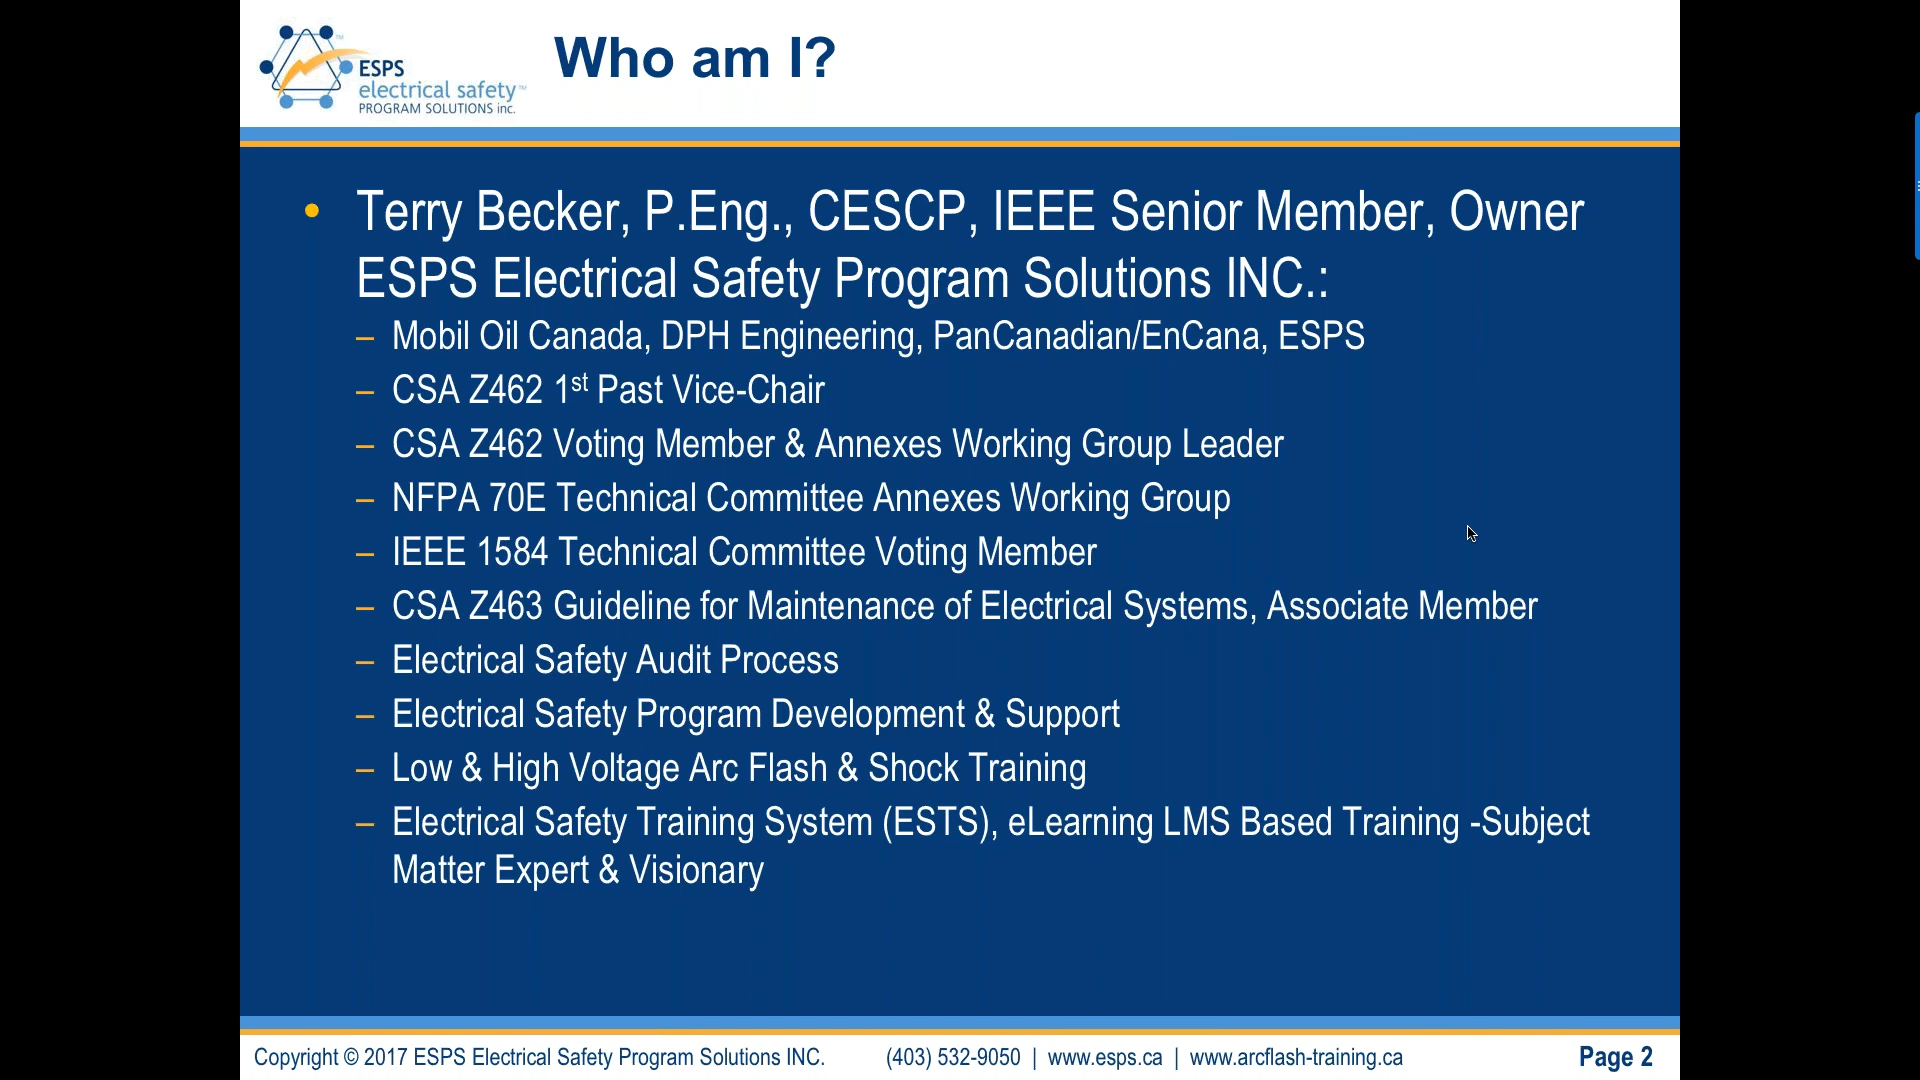 ESPS
electrical safety™
PROGRAM SOLUTIONS inc.
Who am I?
• Terry Becker, P.Eng., CESCP, IEEE Senior Member, Owner
ESPS Electrical Safety Program Solutions INC.:
– Mobil Oil Canada, DPH Engineering, PanCanadian/EnCana, ESPS
– CSA Z462 1st Past Vice-Chair
– CSA Z462 Voting Member & Annexes Working Group Leader
– NFPA 70E Technical Committee Annexes Working Group
– IEEE 1584 Technical Committee Voting Member
– CSA Z463 Guideline for Maintenance of Electrical Systems, Associate Member
– Electrical Safety Audit Process
– Electrical Safety Program Development & Support
– Low & High Voltage Arc Flash & Shock Training
– Electrical Safety Training System (ESTS), eLearning LMS Based Training -Subject
Matter Expert & Visionary
Copyright © 2017 ESPS Electrical Safety Program Solutions INC. (403) 532-9050 | www.esps.ca | www.arcflash-training.ca Page 2